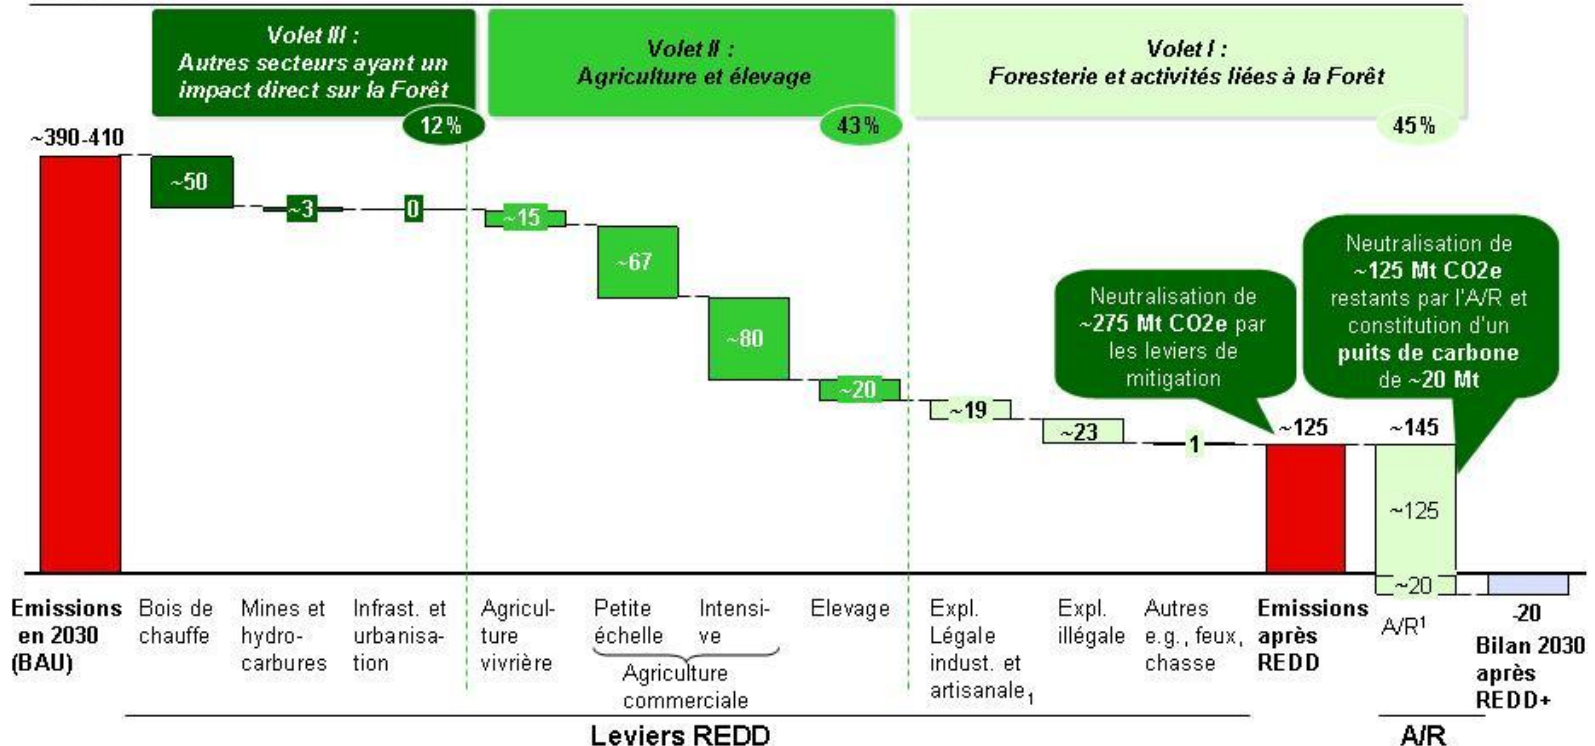 Volet III :
Autres secteurs ayant un
impact direct sur la Forêt
12%
Volet II :
Agriculture et élevage
43%
Volet I :
Foresterie et activités liées à la Forêt
45%
~390-410
~50
~3
0
~15
~67
~80
~20
~19
~23
1
Neutralisation de
~275 Mt CO2e par
les leviers de
mitigation
Neutralisation de
~125 Mt CO2e
restants par l'A/R et
constitution d'un
puits de carbone
de ~20 Mt
~125
~145
~125
~20
-20
Emissions
en 2030
(BAU)
Bois de
chauffe
Mines et
hydro-
carbures
Infrast. et
urbanisa-
tion
Agricul-
ture
vivrière
Petite
échelle
Intensi-
ve
Agriculture
commerciale
Elevage
Expl.
Légale
indust. et
artisanale1
Expl.
illégale
Autres
e.g., feux,
chasse
Emissions
après
REDD
A/R¹
Bilan 2030
après
REDD+
Leviers REDD
A/R